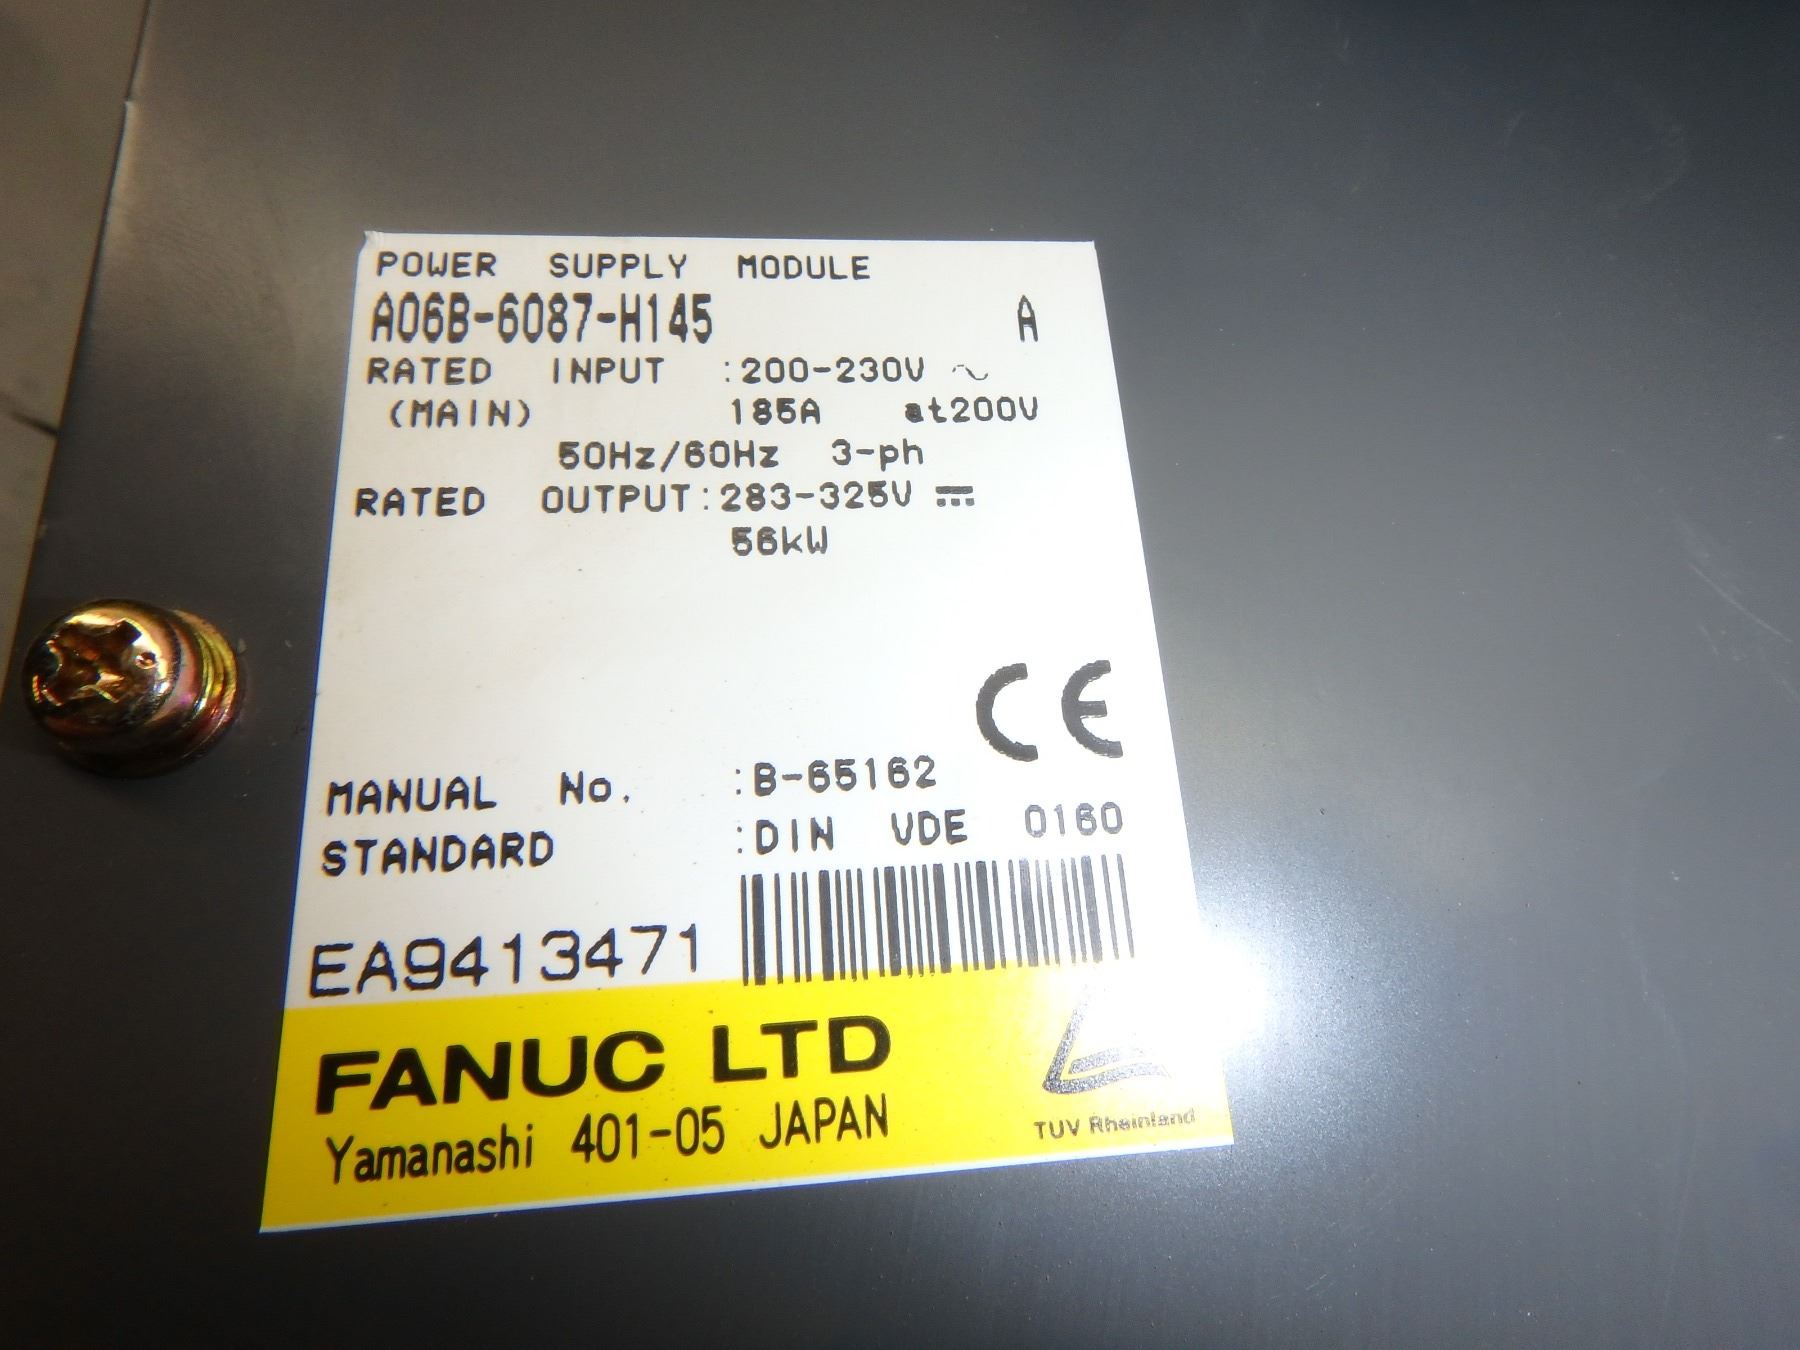 POWER SUPPLY MODULE
A06B-6087-H145 A
RATED INPUT :200-230V ~
(MAIN) 185A at200V
50Hz/60Hz 3-ph
RATED OUTPUT:283-325V ⎓
56kW
CE
MANUAL No. :B-65162
STANDARD :DIN VDE 0160
EA9413471
FANUC LTD
Yamanashi 401-05 JAPAN
TUV Rheinland